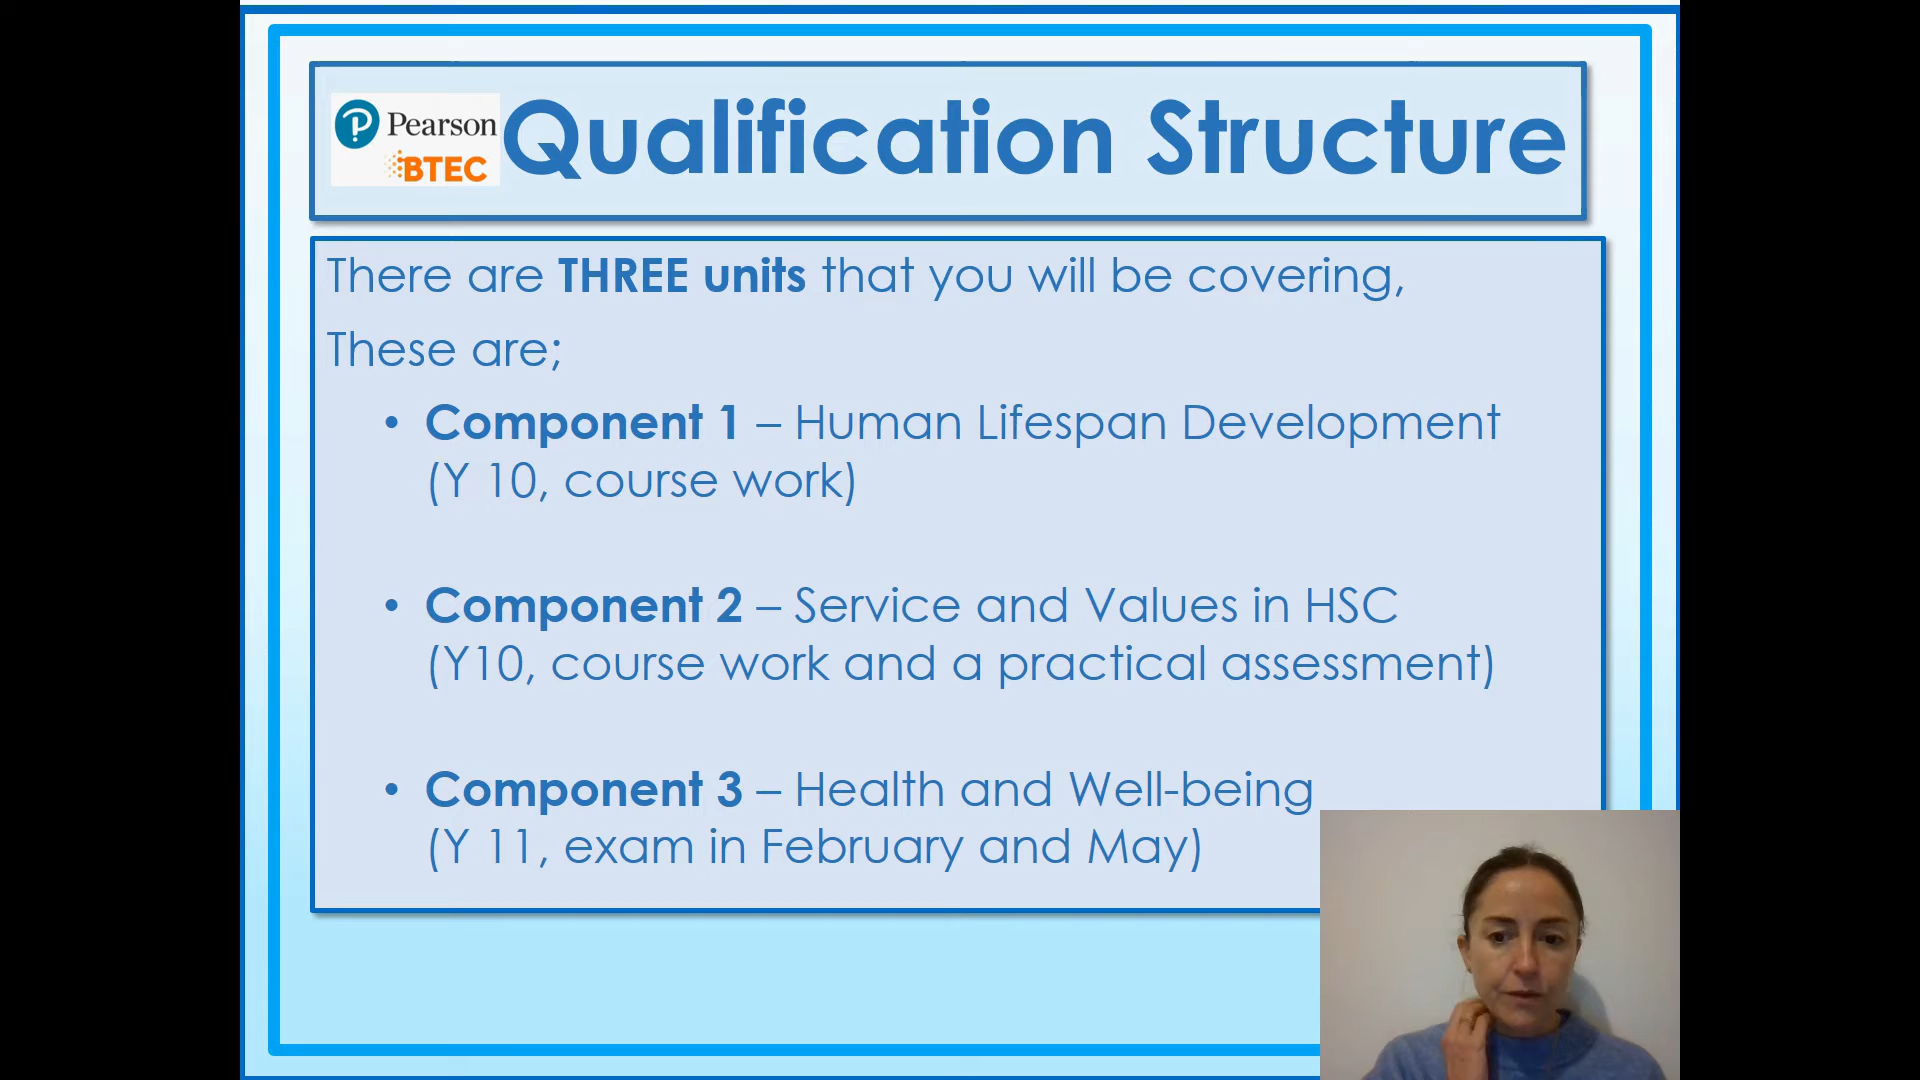 Pearson
BTEC
Qualification Structure
There are THREE units that you will be covering,
These are;
• Component 1 – Human Lifespan Development
(Y 10, course work)
• Component 2 – Service and Values in HSC
(Y10, course work and a practical assessment)
• Component 3 – Health and Well-being
(Y 11, exam in February and May)